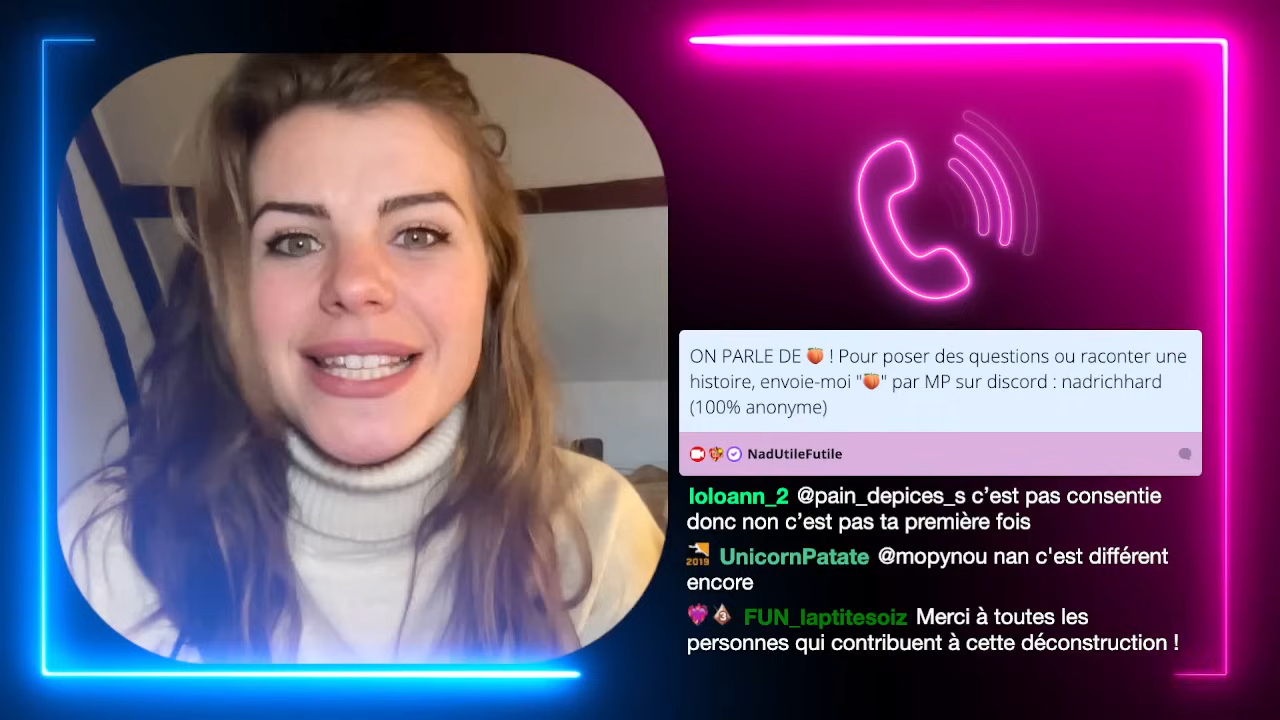 ON PARLE DE 🍑 ! Pour poser des questions ou raconter une
histoire, envoie-moi "🍑" par MP sur discord : nadrichhard
(100% anonyme)
NadUtileFutile
loloann_2 @pain_depices_s c’est pas consentie
donc non c’est pas ta première fois
2019 UnicornPatate @mopynou nan c'est différent
encore
3 FUN_laptitesoiz Merci à toutes les
personnes qui contribuent à cette déconstruction !